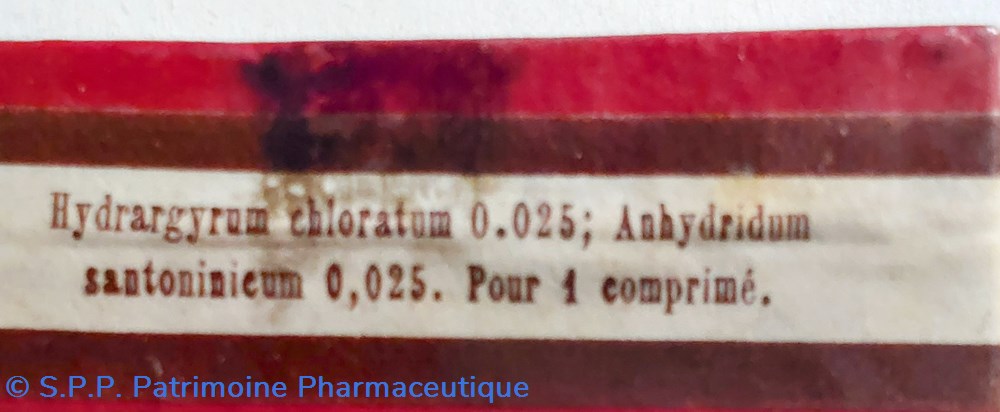 Hydrargyrum chloratum 0.025; Anhydridum
santoninicum 0,025. Pour 1 comprimé.
© S.P.P. Patrimoine Pharmaceutique